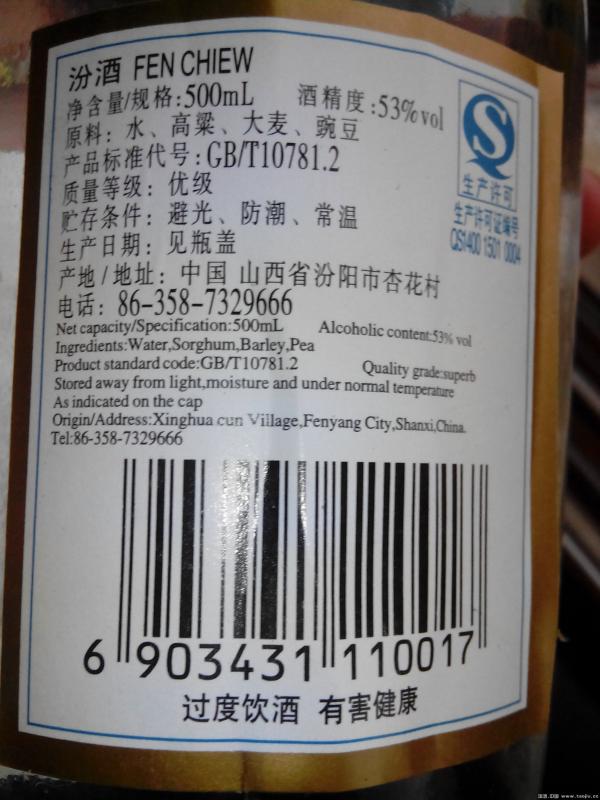 汾酒 FEN CHIEW
净含量/规格:500mL 酒精度:53%vol
原料: 水、高粱、大麦、豌豆
产品标准代号:GB/T10781.2
质量等级: 优级
贮存条件: 避光、防潮、常温
生产日期: 见瓶盖
产地/地址: 中国 山西省汾阳市杏花村
电话: 86-358-7329666
生产许可
生产许可证编号
QS1400 1501 0004
Net capacity/Specification:500mL Alcoholic content:53% vol
Ingredients:Water,Sorghum,Barley,Pea
Product standard code:GB/T10781.2 Quality grade:superb
Stored away from light,moisture and under normal temperature
As indicated on the cap
Origin/Address:Xinghua cun Village,Fenyang City,Shanxi,China.
Tel:86-358-7329666
6 903431 110017
过度饮酒 有害健康